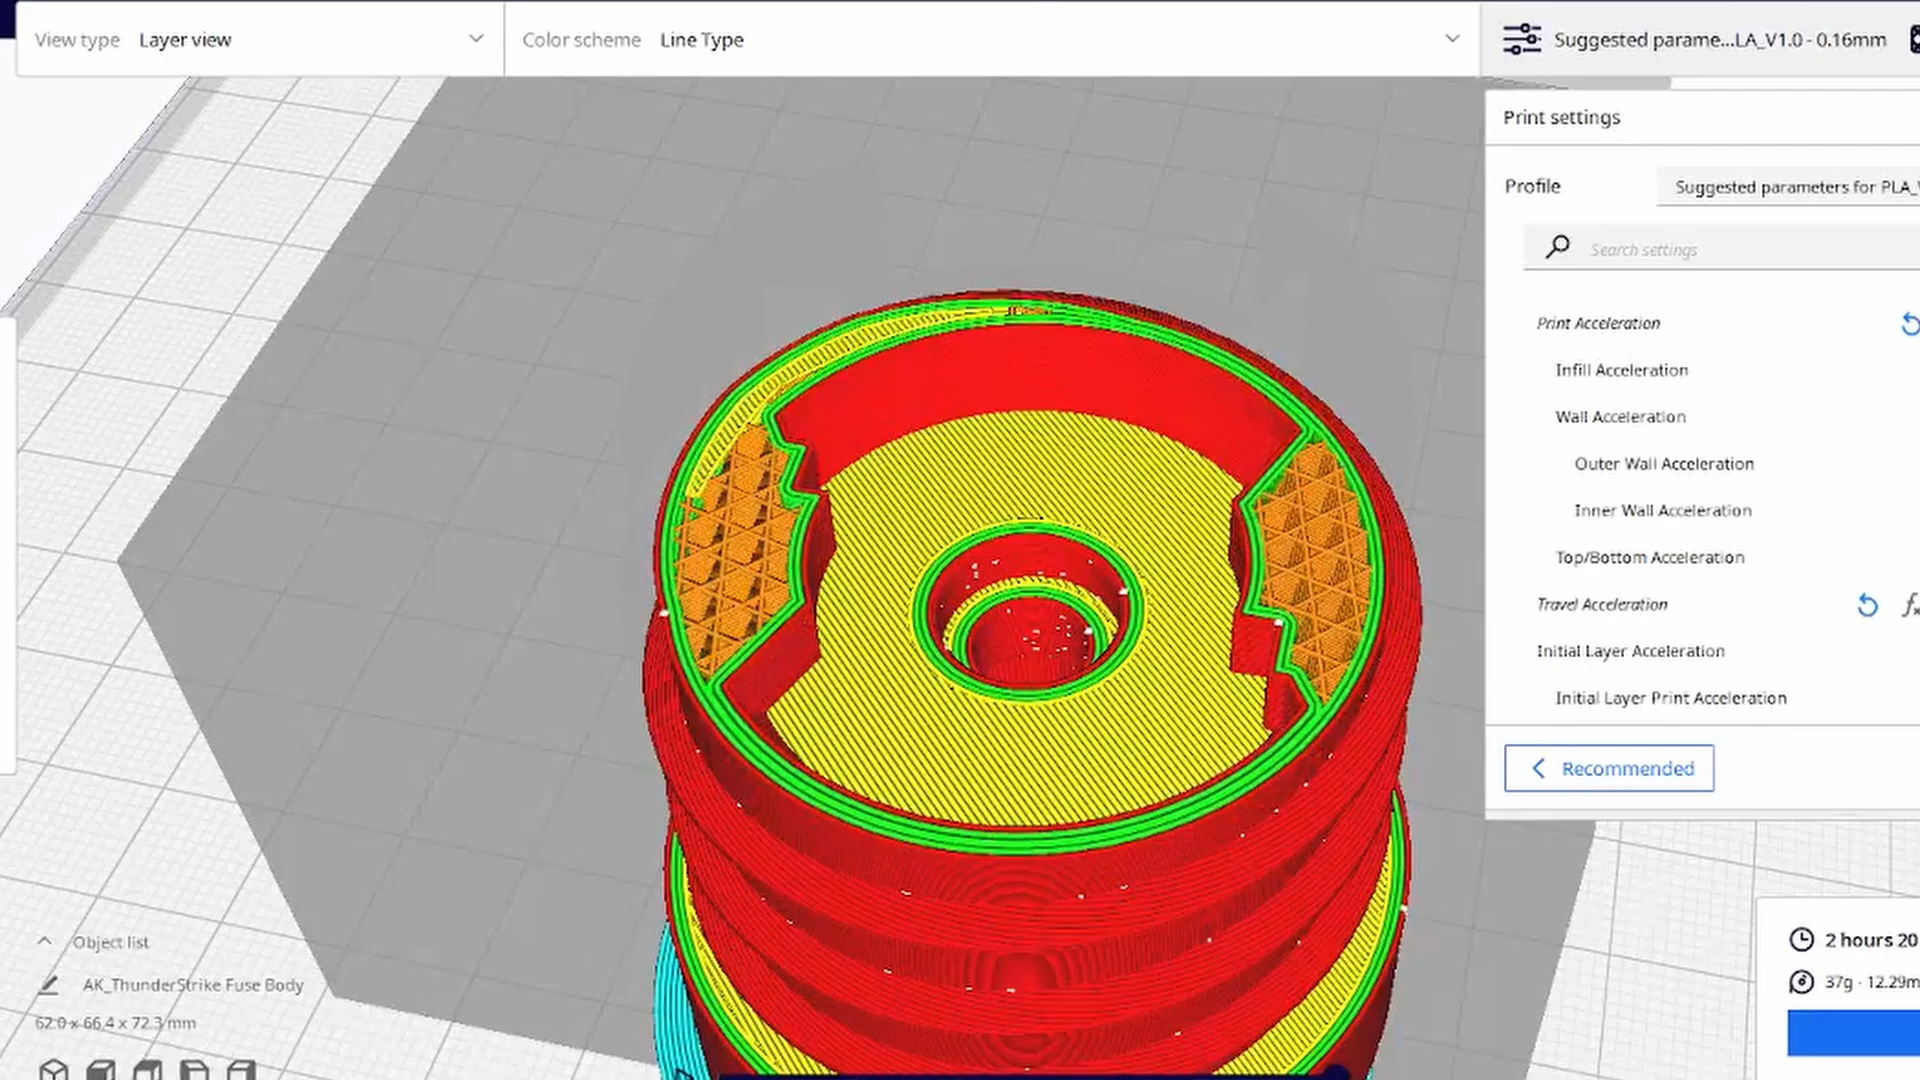 View type Layer view
Color scheme Line Type
Suggested parame...LA_V1.0 - 0.16mm
Print settings
Profile
Suggested parameters for PLA_
Search settings
Print Acceleration
Infill Acceleration
Wall Acceleration
Outer Wall Acceleration
Inner Wall Acceleration
Top/Bottom Acceleration
Travel Acceleration
Initial Layer Acceleration
Initial Layer Print Acceleration
Recommended
Object list
AK_ThunderStrike Fuse Body
62.0 x 66.4 x 72.3 mm
2 hours 20
37g · 12.29m